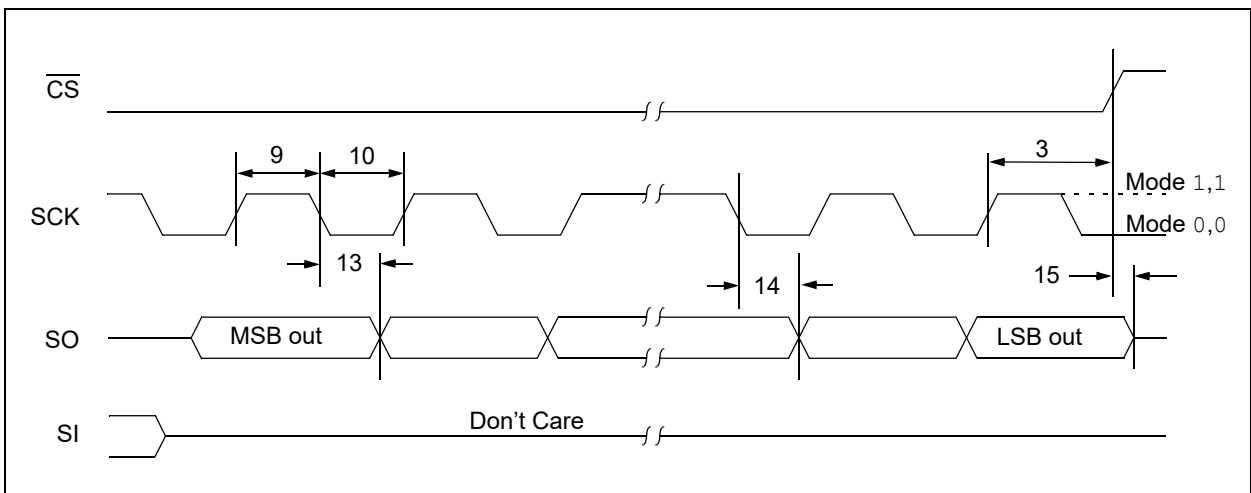 CS
9
10
3
Mode 1,1
SCK
Mode 0,0
13
14
15
SO
MSB out
LSB out
Don't Care
SI